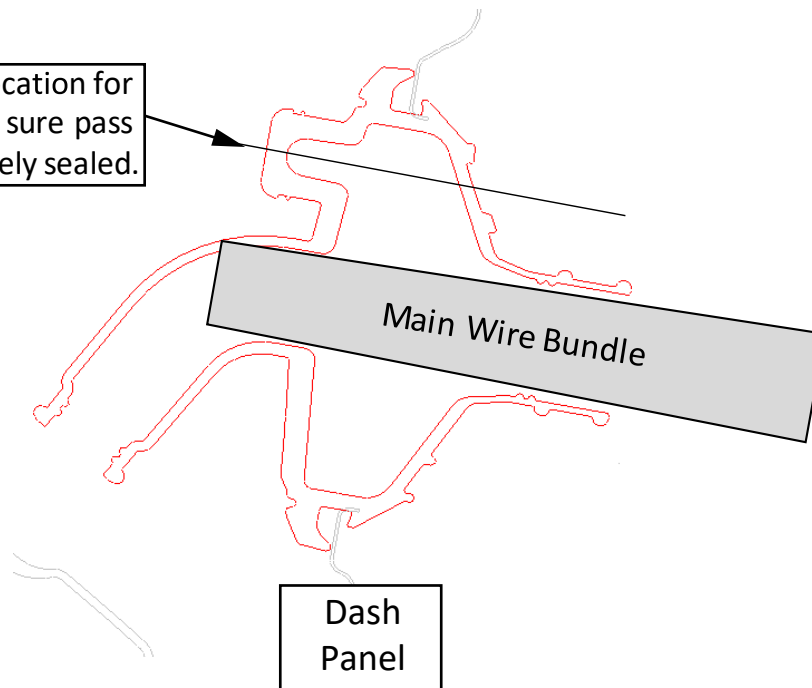 cation for
sure pass
ely sealed.
Main Wire Bundle
Dash
Panel